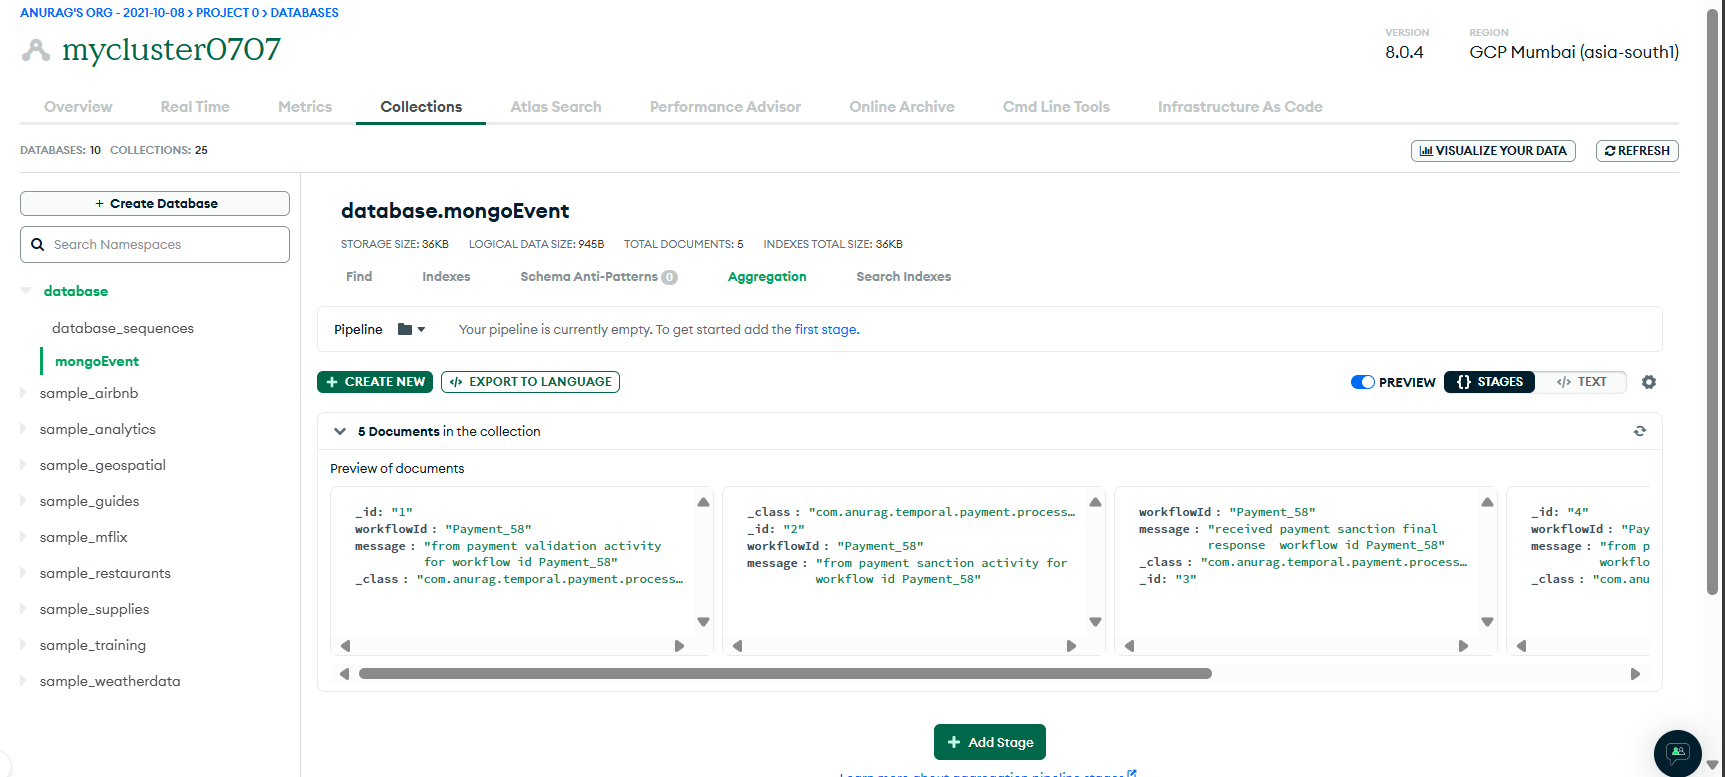 ANURAG'S ORG - 2021-10-08 > PROJECT 0 > DATABASES
mycluster0707
VERSION
8.0.4
REGION
GCP Mumbai (asia-south1)
Overview Real Time Metrics Collections Atlas Search Performance Advisor Online Archive Cmd Line Tools Infrastructure As Code
DATABASES: 10 COLLECTIONS: 25
VISUALIZE YOUR DATA
REFRESH
+ Create Database
Search Namespaces
database
database_sequences
mongoEvent
sample_airbnb
sample_analytics
sample_geospatial
sample_guides
sample_mflix
sample_restaurants
sample_supplies
sample_training
sample_weatherdata
database.mongoEvent
STORAGE SIZE: 36KB LOGICAL DATA SIZE: 945B TOTAL DOCUMENTS: 5 INDEXES TOTAL SIZE: 36KB
Find Indexes Schema Anti-Patterns 0 Aggregation Search Indexes
Pipeline Your pipeline is currently empty. To get started add the first stage.
+ CREATE NEW </> EXPORT TO LANGUAGE
PREVIEW {} STAGES </> TEXT
5 Documents in the collection
Preview of documents
_id: "1"
workflowId : "Payment_58"
message : "from payment validation activity
for workflow id Payment_58"
_class : "com.anurag.temporal.payment.process…
_class : "com.anurag.temporal.payment.process…
_id: "2"
workflowId : "Payment_58"
message : "from payment sanction activity for
workflow id Payment_58"
workflowId : "Payment_58"
message : "received payment sanction final
response  workflow id Payment_58"
_class : "com.anurag.temporal.payment.process…
_id: "3"
_id: "4"
workflowId : "Pay
message : "from p
workflo
_class : "com.anu
+ Add Stage
Learn more about aggregation pipeline stages